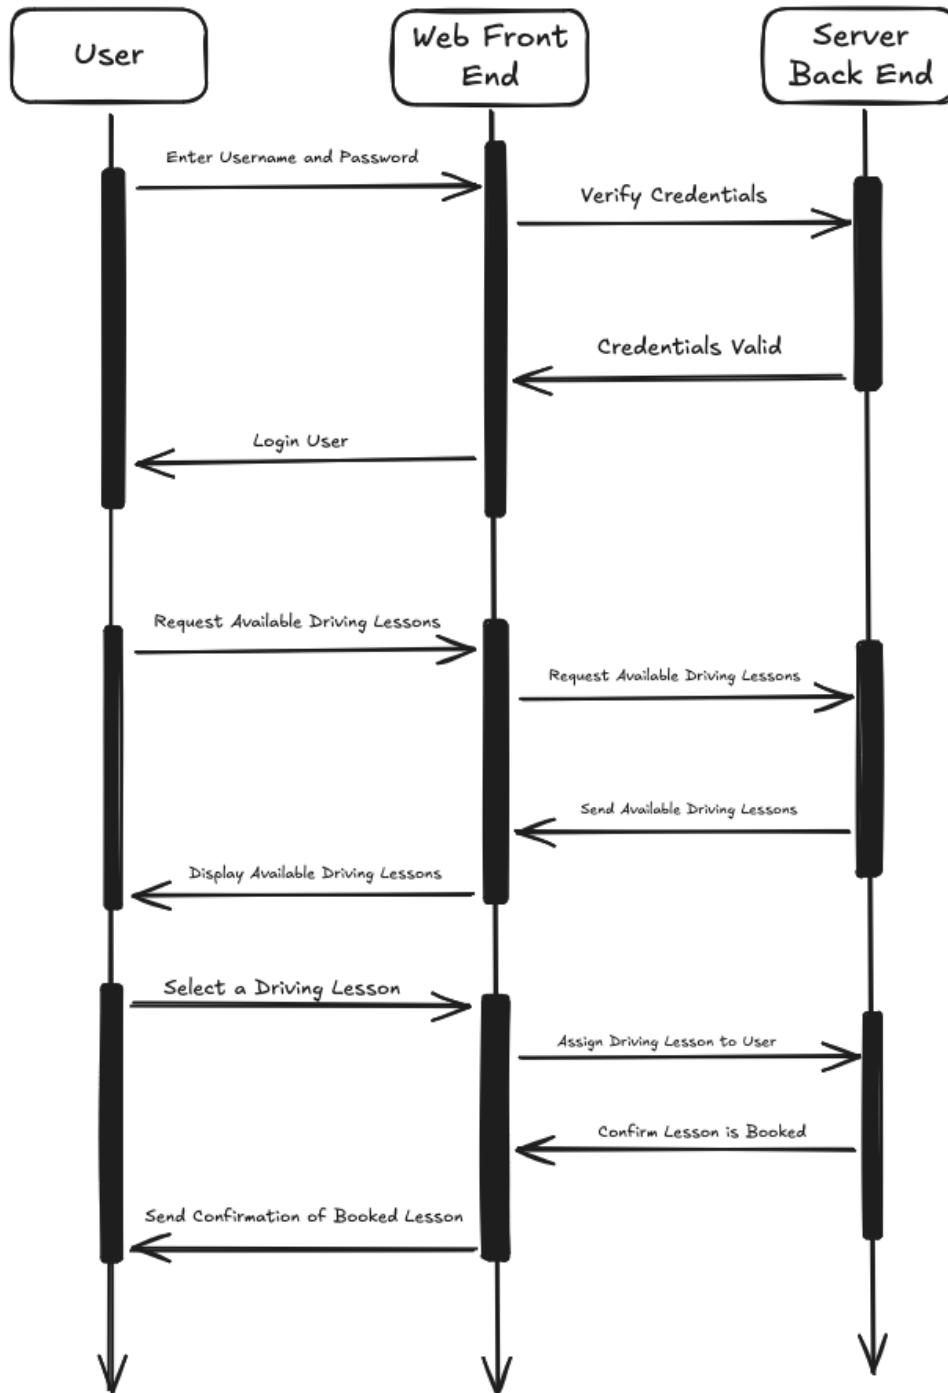 User
Web Front
End
Server
Back End
Enter Username and Password
Verify Credentials
Credentials Valid
Login User
Request Available Driving Lessons
Request Available Driving Lessons
Send Available Driving Lessons
Display Available Driving Lessons
Select a Driving Lesson
Assign Driving Lesson to User
Confirm Lesson is Booked
Send Confirmation of Booked Lesson